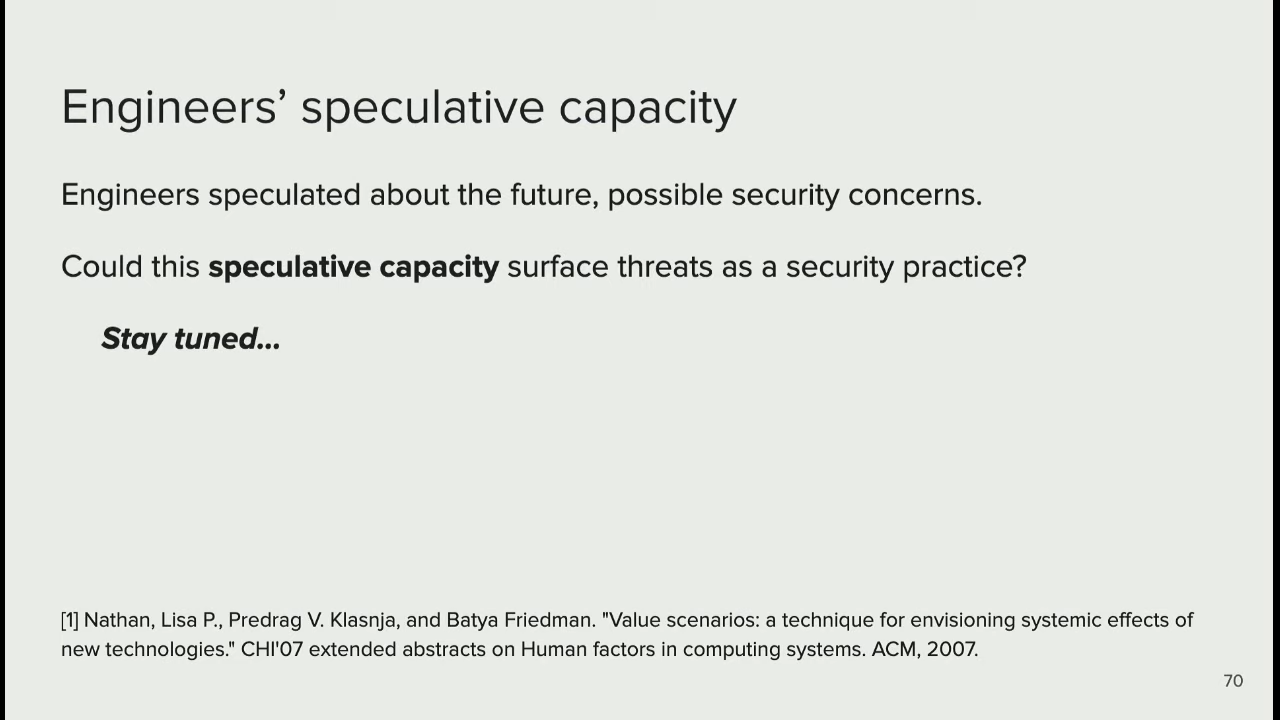 Engineers’ speculative capacity
Engineers speculated about the future, possible security concerns.
Could this speculative capacity surface threats as a security practice?
Stay tuned...
[1] Nathan, Lisa P., Predrag V. Klasnja, and Batya Friedman. "Value scenarios: a technique for envisioning systemic effects of
new technologies." CHI'07 extended abstracts on Human factors in computing systems. ACM, 2007.
70